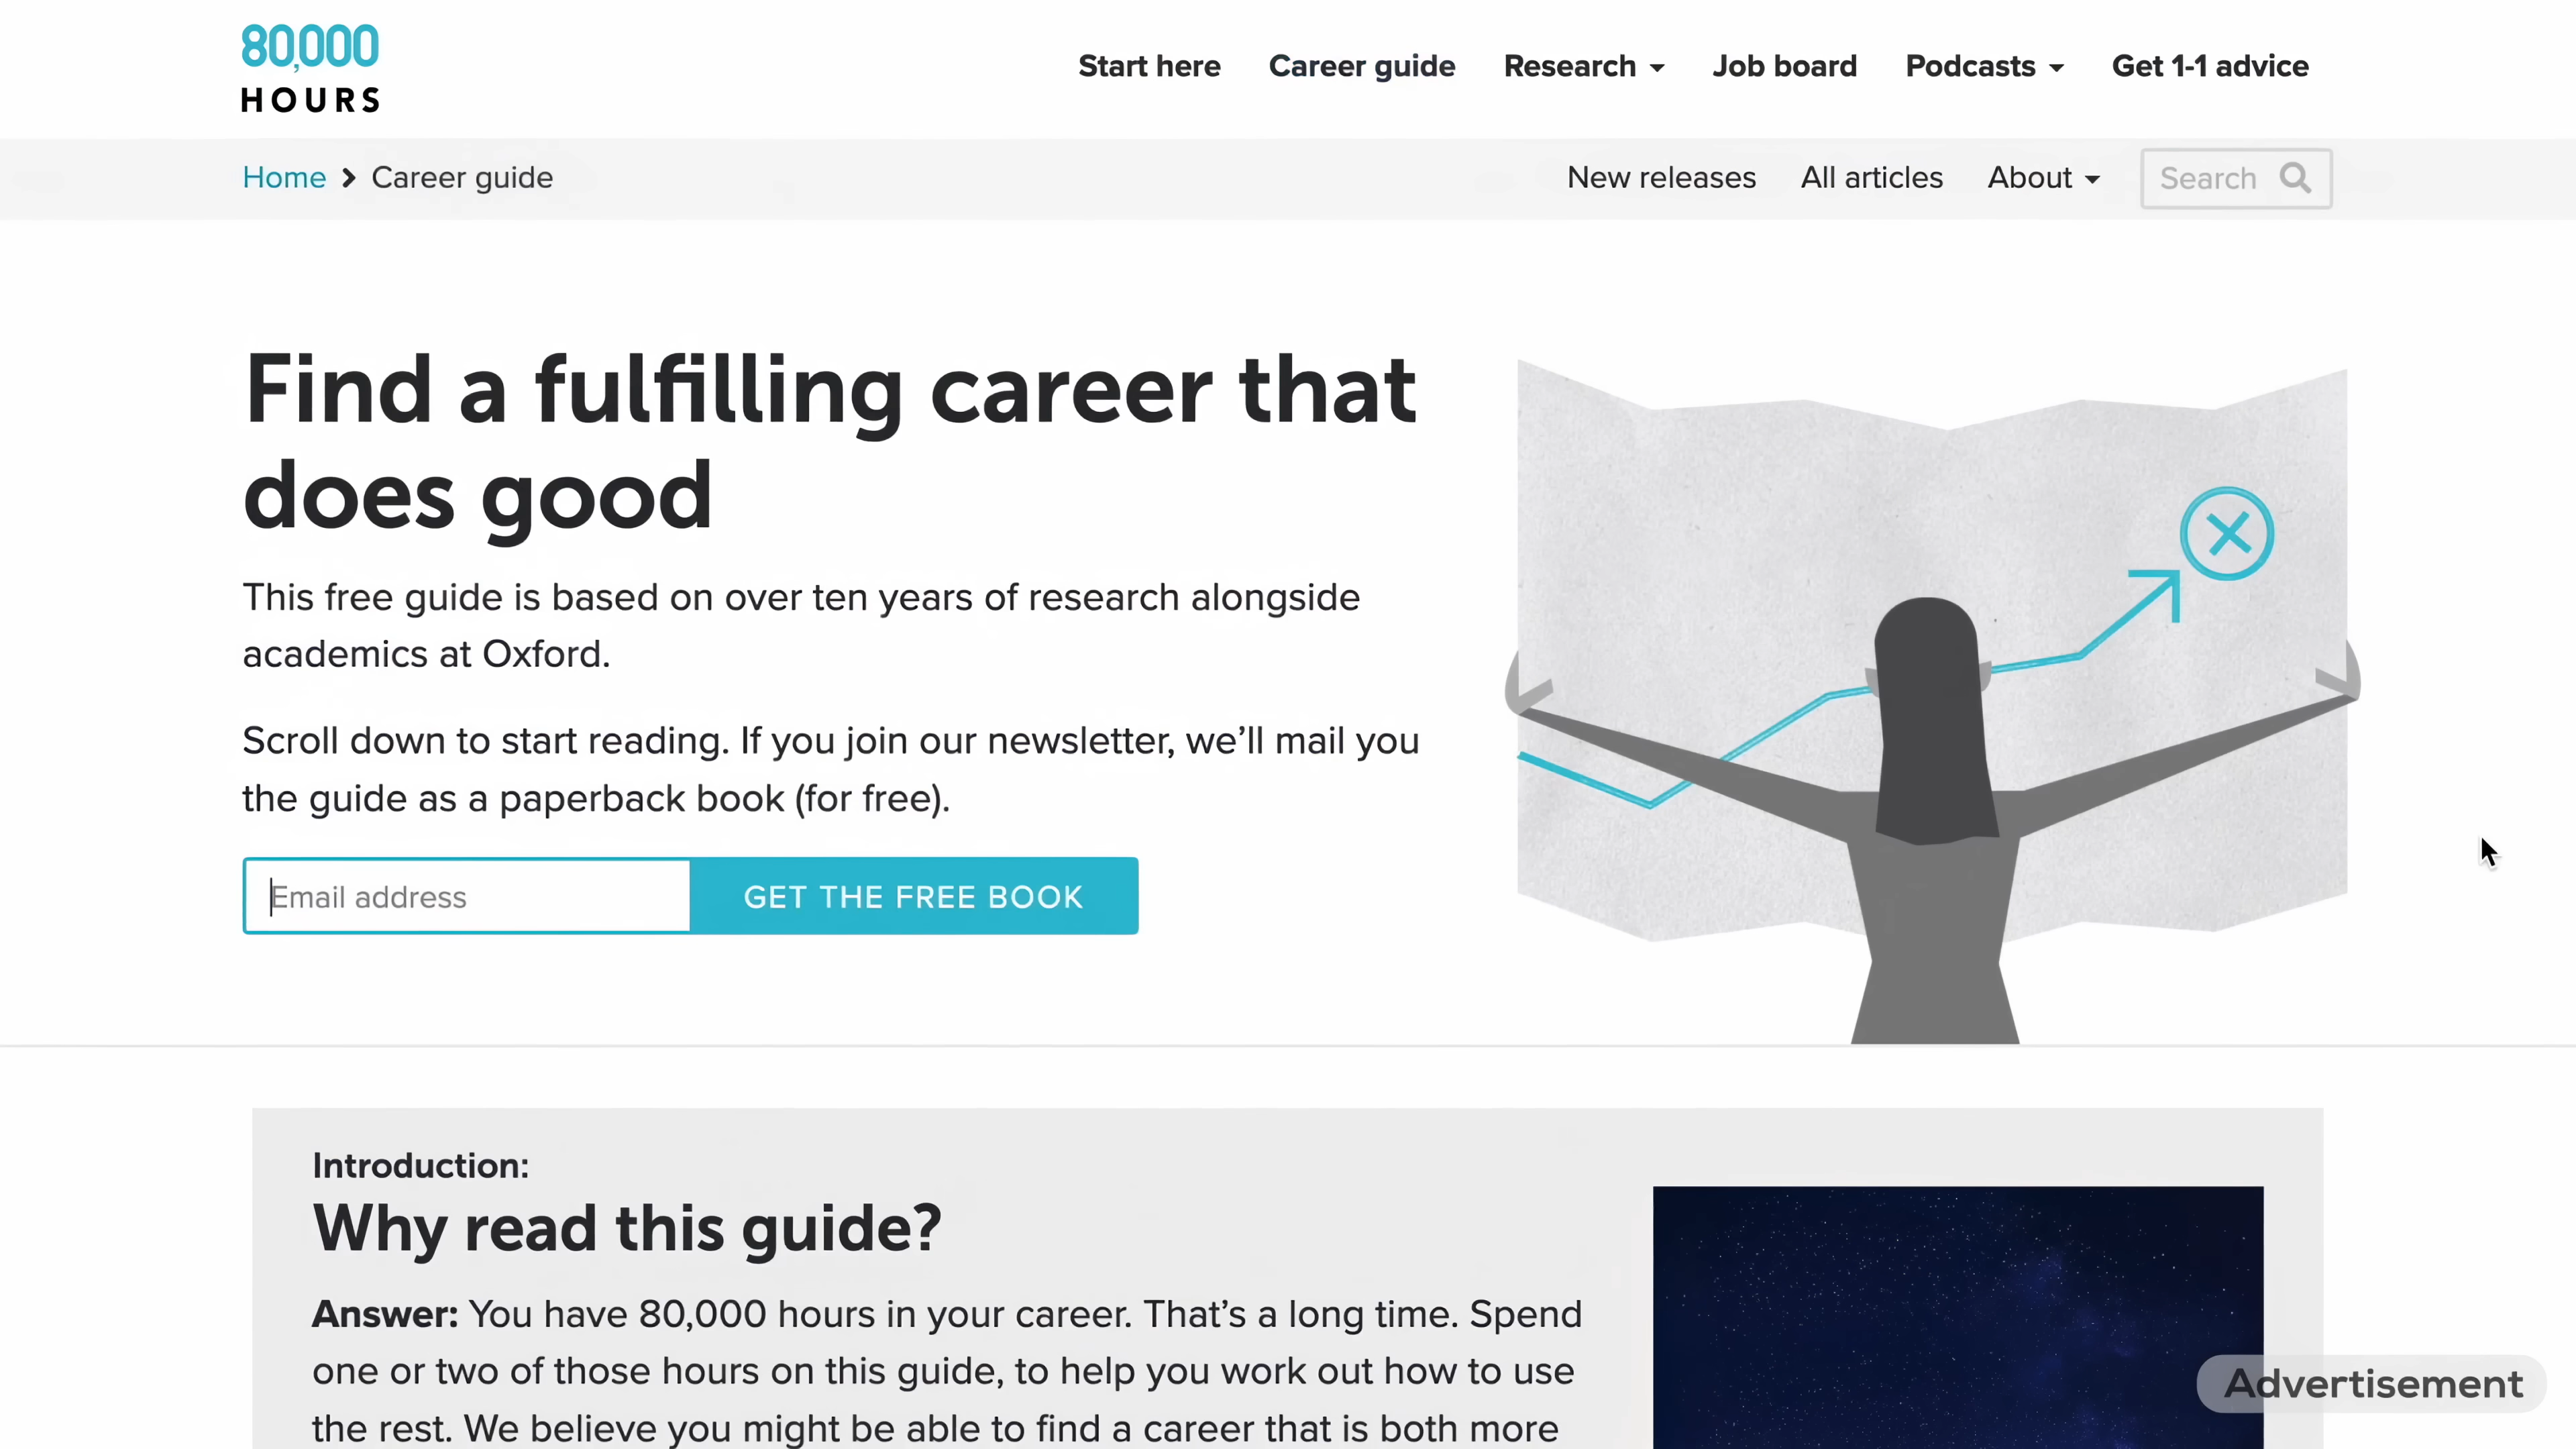 80,000
HOURS
Start here Career guide Research Job board Podcasts Get 1-1 advice
Home Career guide New releases All articles About Search
Find a fulfilling career that
does good
This free guide is based on over ten years of research alongside
academics at Oxford.
Scroll down to start reading. If you join our newsletter, we’ll mail you
the guide as a paperback book (for free).
Email address GET THE FREE BOOK
Introduction:
Why read this guide?
Answer: You have 80,000 hours in your career. That’s a long time. Spend
one or two of those hours on this guide, to help you work out how to use
the rest. We believe you might be able to find a career that is both more
Advertisement